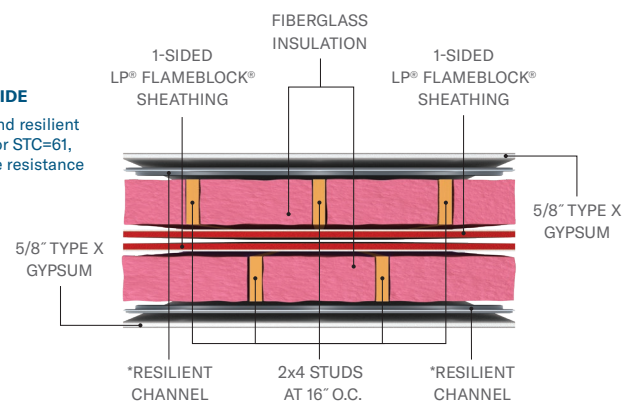 FIBERGLASS
INSULATION
1-SIDED
LP® FLAMEBLOCK®
SHEATHING
1-SIDED
LP® FLAMEBLOCK®
SHEATHING
IDE
nd resilient
or STC=61,
e resistance
5/8″ TYPE X
GYPSUM
5/8″ TYPE X
GYPSUM
*RESILIENT
CHANNEL
2x4 STUDS
AT 16″ O.C.
*RESILIENT
CHANNEL